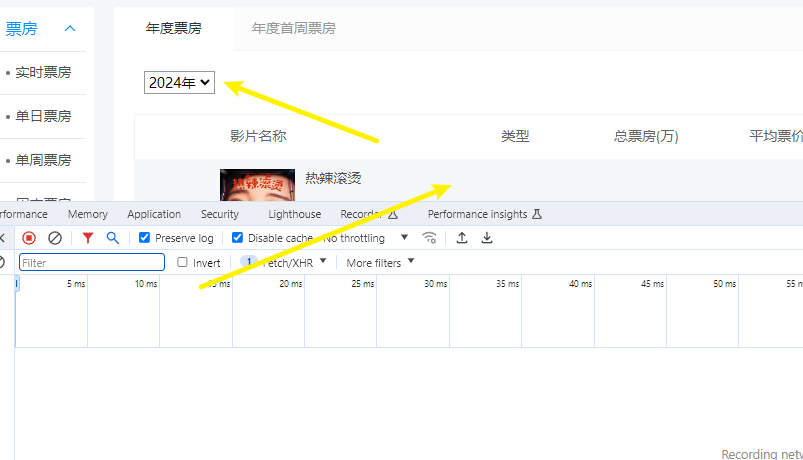 票房
年度票房
年度首周票房
2024年
实时票房
单日票房
单周票房
影片名称
类型
总票房(万)
平均票价
热辣滚烫
热辣滚烫
rformance
Memory
Application
Security
Lighthouse
Recorder
Performance insights
Preserve log
Disable cache
No throttling
Filter
Invert
1
Fetch/XHR
More filters
5 ms
10 ms
15 ms
20 ms
25 ms
30 ms
35 ms
40 ms
45 ms
50 ms
55 m
Recording netw